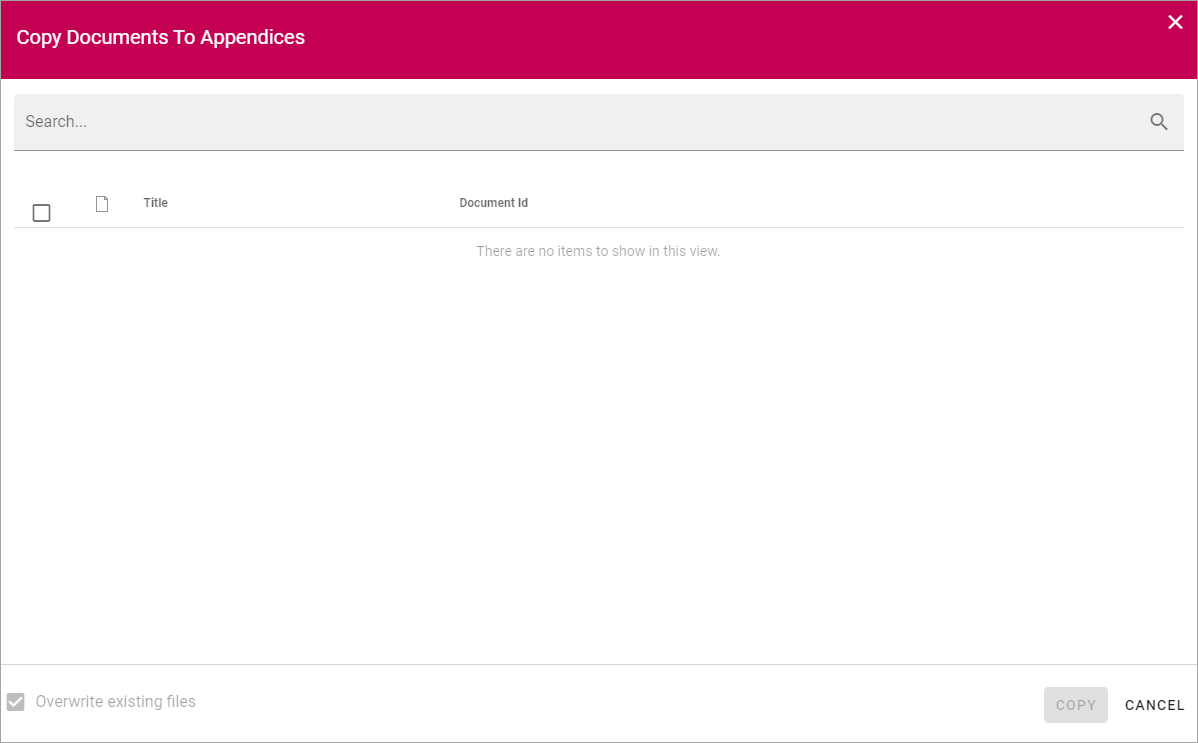 Copy Documents To Appendices
Search...
Title Document Id
There are no items to show in this view.
Overwrite existing files
COPY CANCEL